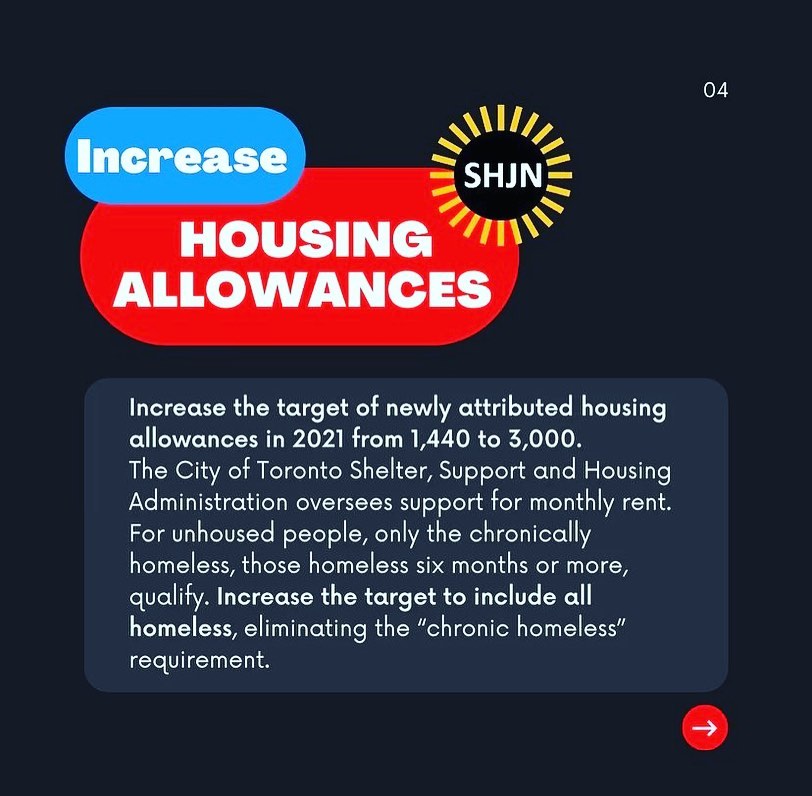 04
Increase
SHJN
HOUSING
ALLOWANCES
Increase the target of newly attributed housing
allowances in 2021 from 1,440 to 3,000.
The City of Toronto Shelter, Support and Housing
Administration oversees support for monthly rent.
For unhoused people, only the chronically
homeless, those homeless six months or more,
qualify. Increase the target to include all
homeless, eliminating the “chronic homeless”
requirement.